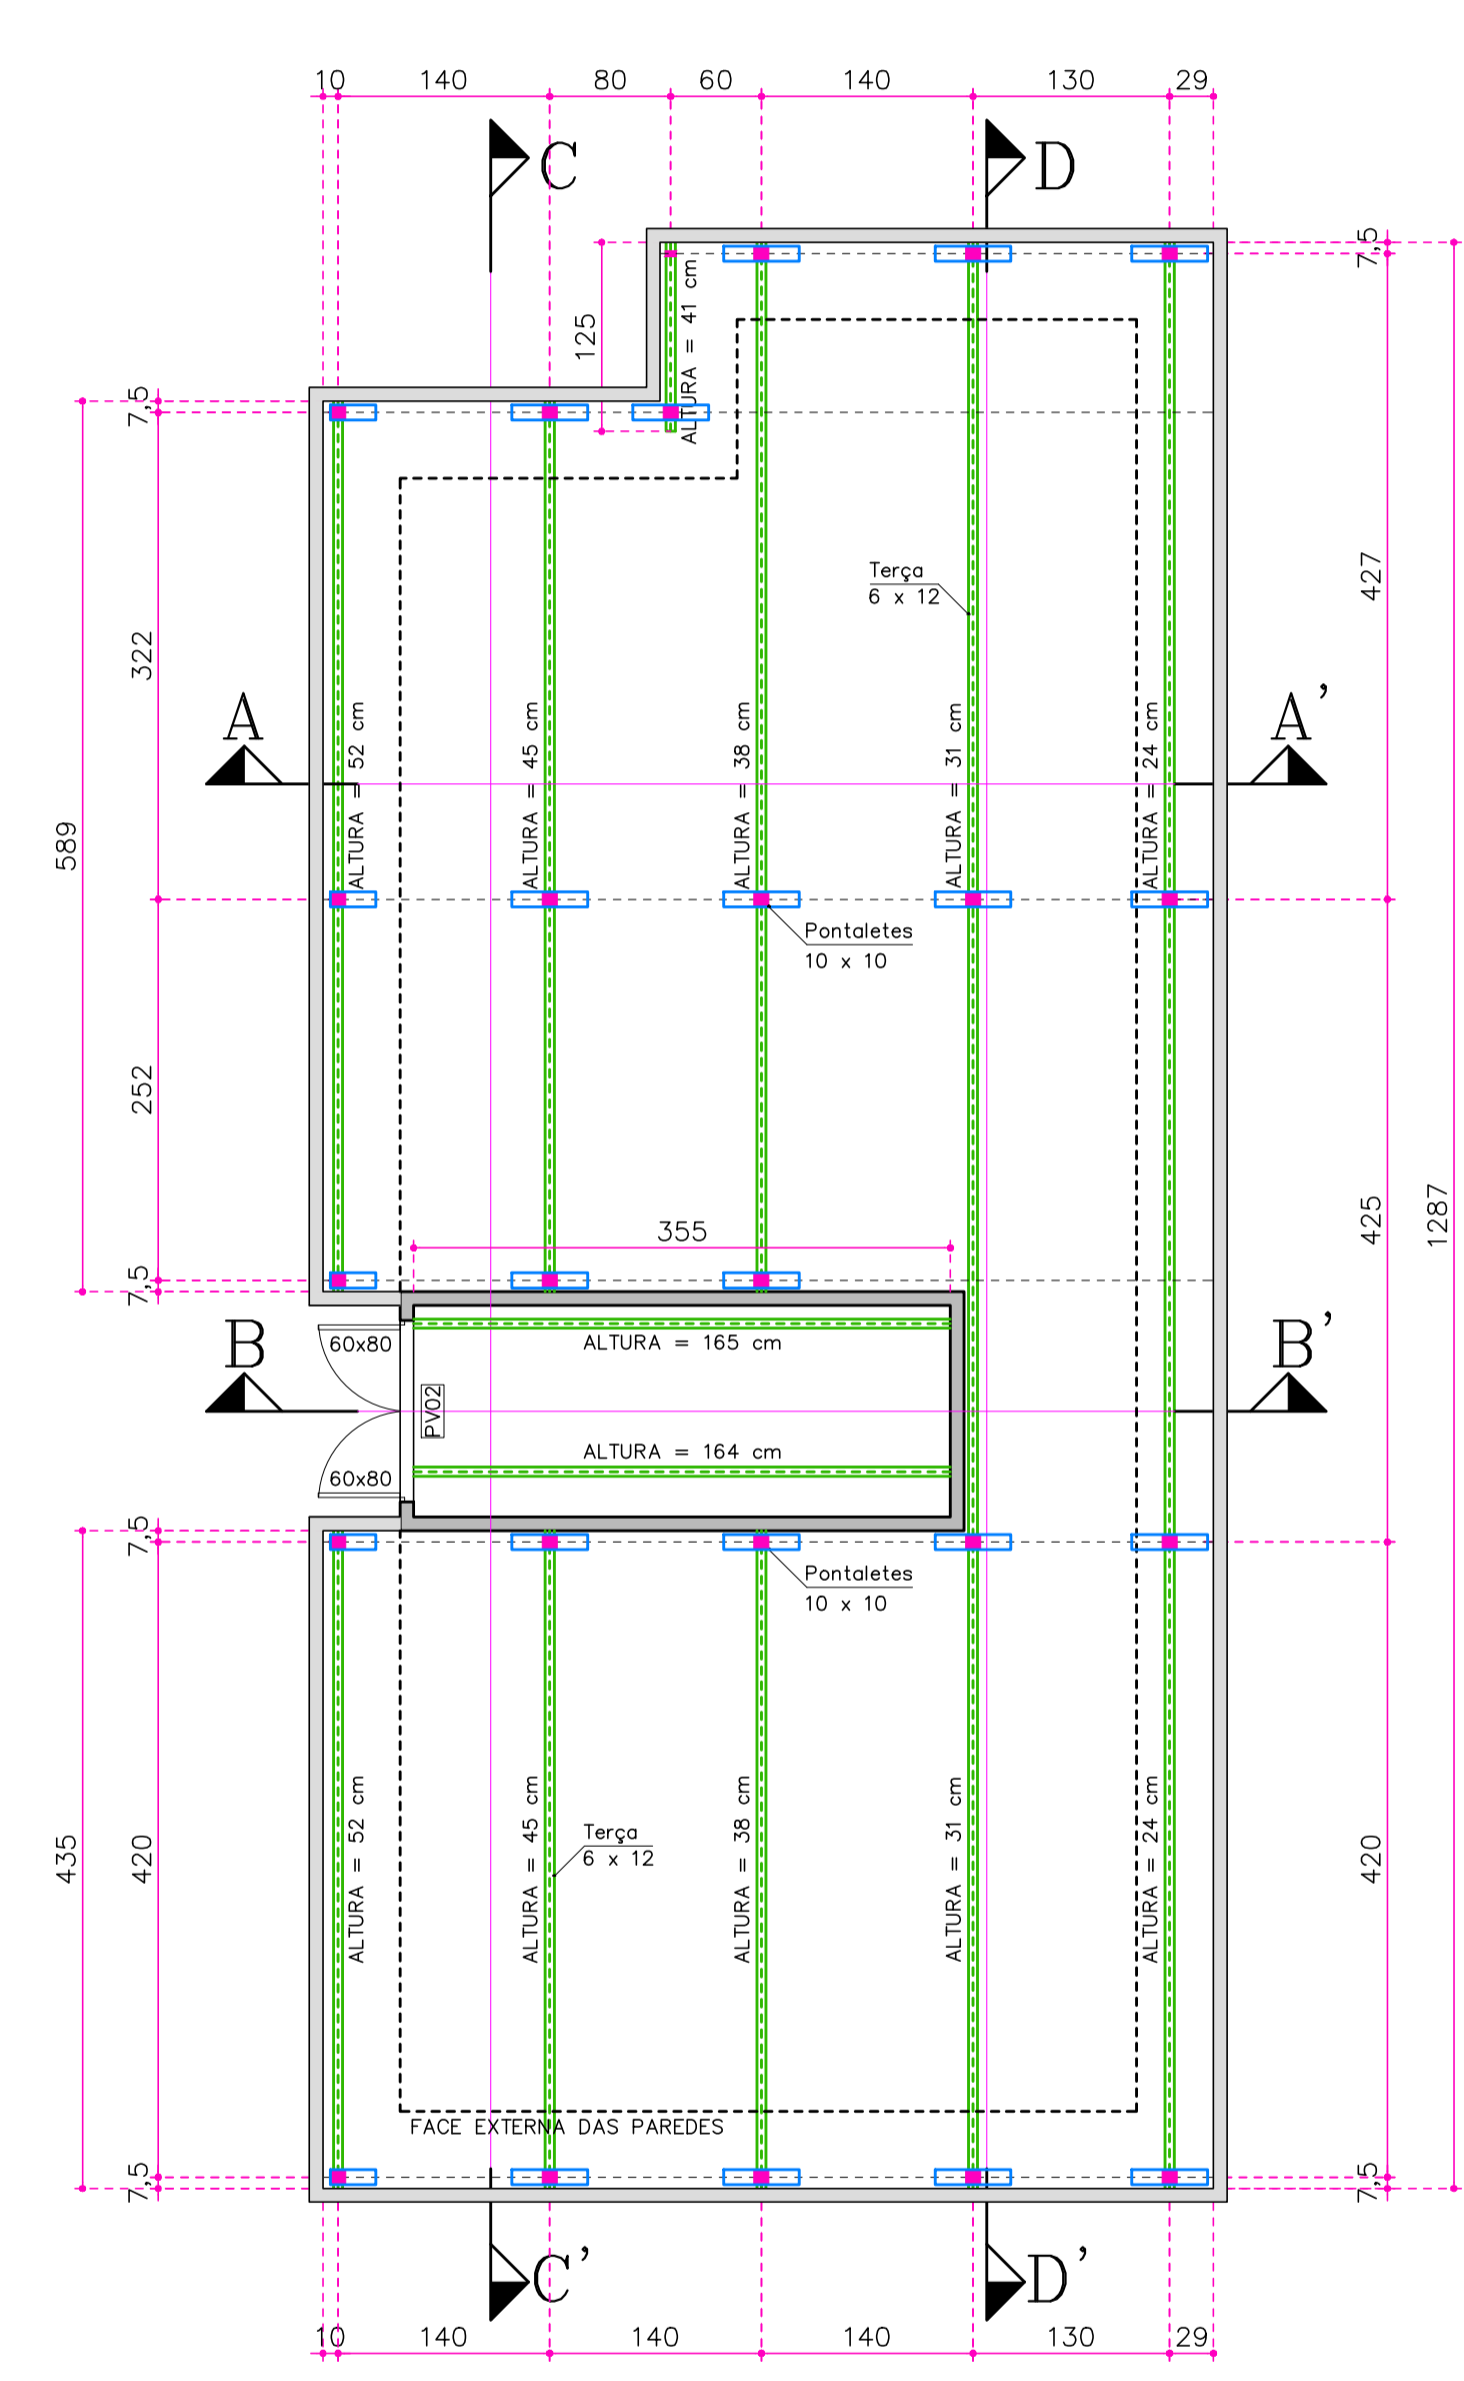 10 140 80 60 140 130 29
C
D
7,5
ALTURA = 41 cm
125
7,5
427
Terça
6 x 12
322
A
A'
ALTURA = 52 cm
ALTURA = 45 cm
ALTURA = 38 cm
ALTURA = 31 cm
ALTURA = 24 cm
589
Pontaletes
10 x 10
252
425
1287
355
7,5
B
60x80
ALTURA = 165 cm
B'
PV02
ALTURA = 164 cm
60x80
7,5
Pontaletes
10 x 10
ALTURA = 52 cm
ALTURA = 45 cm
ALTURA = 38 cm
ALTURA = 31 cm
ALTURA = 24 cm
Terça
6 x 12
435
420
420
FACE EXTERNA DAS PAREDES
7,5
7,5
C'
D'
10 140 140 140 130 29